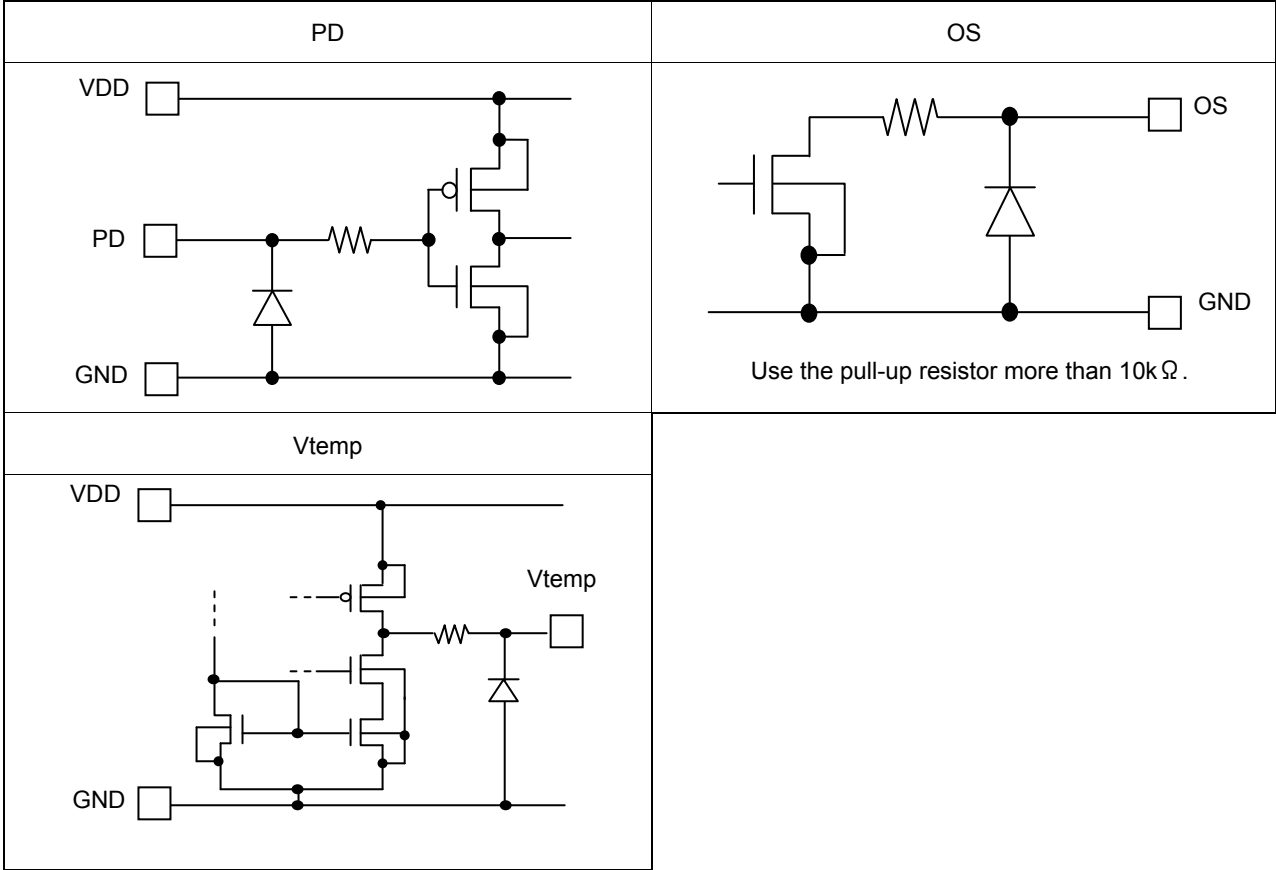 PD
OS
VDD
PD
GND
OS
GND
Use the pull-up resistor more than 10kΩ.
Vtemp
VDD
Vtemp
GND